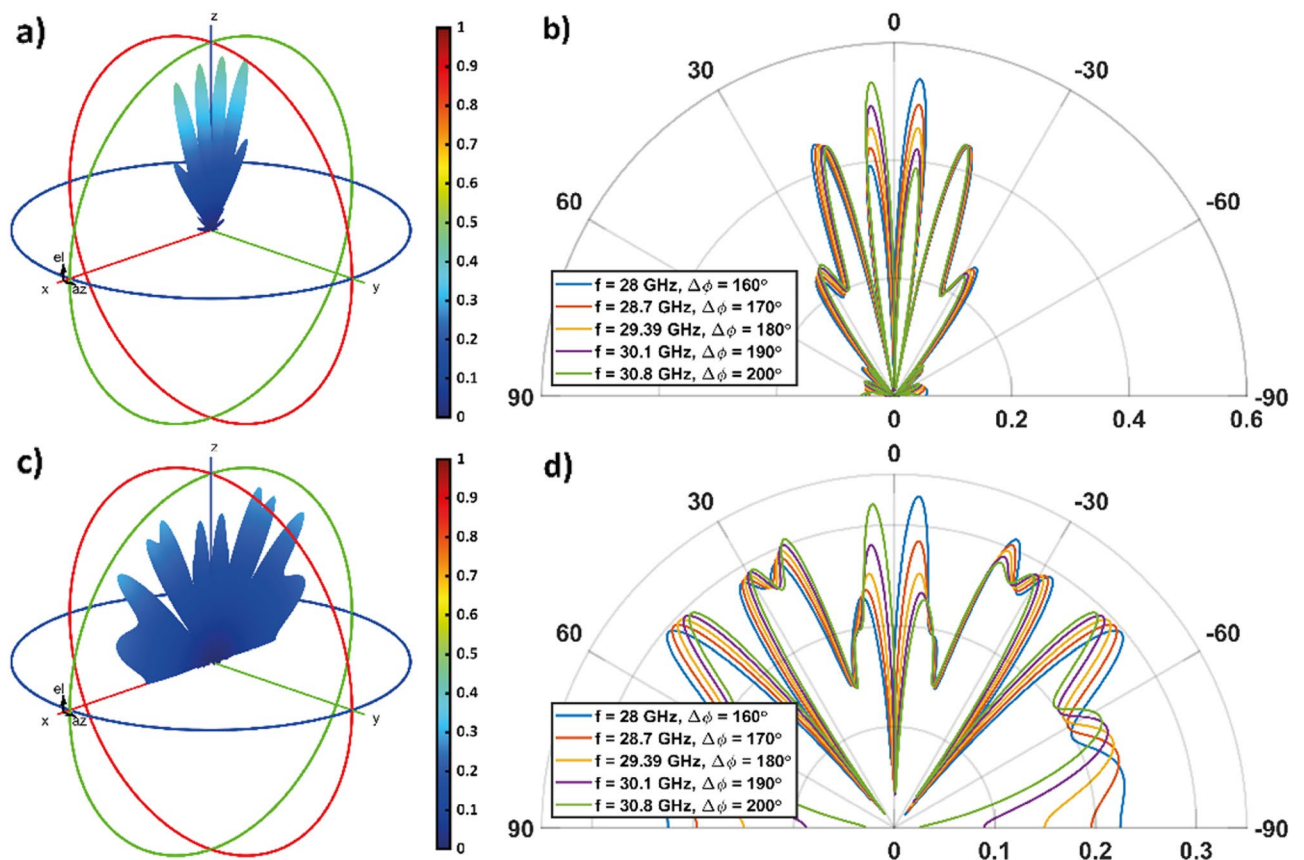 a)
z
el
az
x
y
1
0.9
0.8
0.7
0.6
0.5
0.4
0.3
0.2
0.1
0
b)
0
30
-30
60
-60
90
-90
0
0.2
0.4
0.6
f = 28 GHz, Δϕ = 160°
f = 28.7 GHz, Δϕ = 170°
f = 29.39 GHz, Δϕ = 180°
f = 30.1 GHz, Δϕ = 190°
f = 30.8 GHz, Δϕ = 200°
c)
z
el
az
x
y
1
0.9
0.8
0.7
0.6
0.5
0.4
0.3
0.2
0.1
0
d)
0
30
-30
60
-60
90
-90
0
0.1
0.2
0.3
f = 28 GHz, Δϕ = 160°
f = 28.7 GHz, Δϕ = 170°
f = 29.39 GHz, Δϕ = 180°
f = 30.1 GHz, Δϕ = 190°
f = 30.8 GHz, Δϕ = 200°